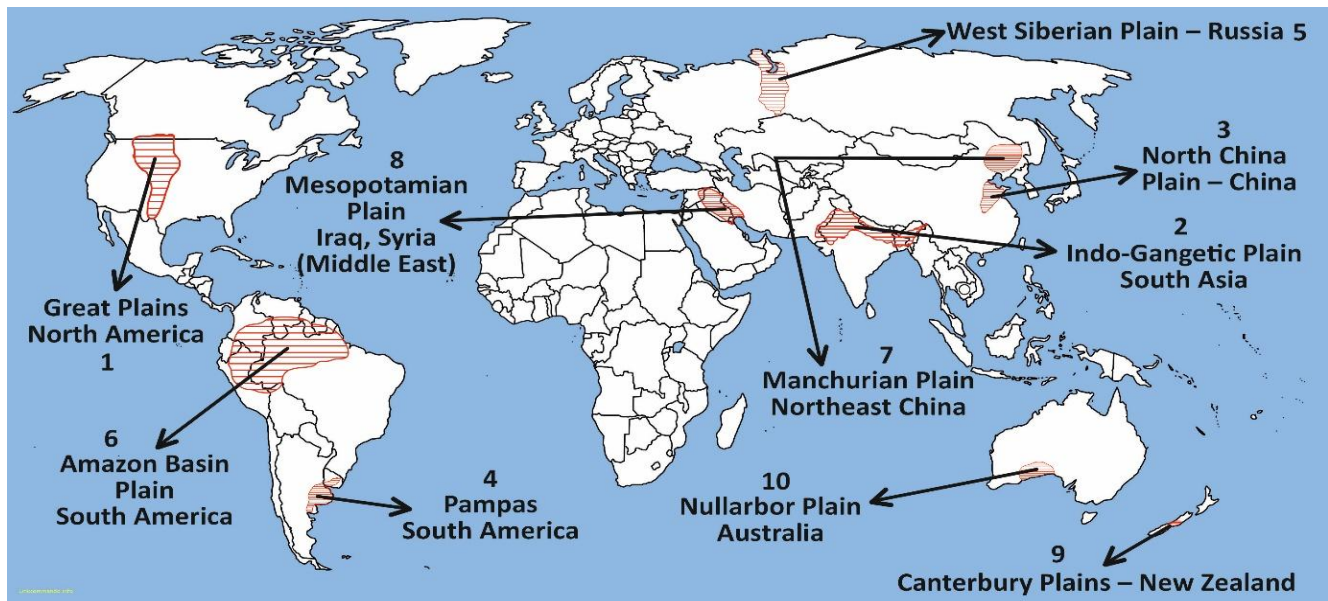 West Siberian Plain – Russia 5
3
North China
Plain – China
8
Mesopotamian
Plain
Iraq, Syria
(Middle East)
2
Indo-Gangetic Plain
South Asia
Great Plains
North America
1
7
Manchurian Plain
Northeast China
6
Amazon Basin
Plain
South America
4
Pampas
South America
10
Nullarbor Plain
Australia
9
Canterbury Plains – New Zealand